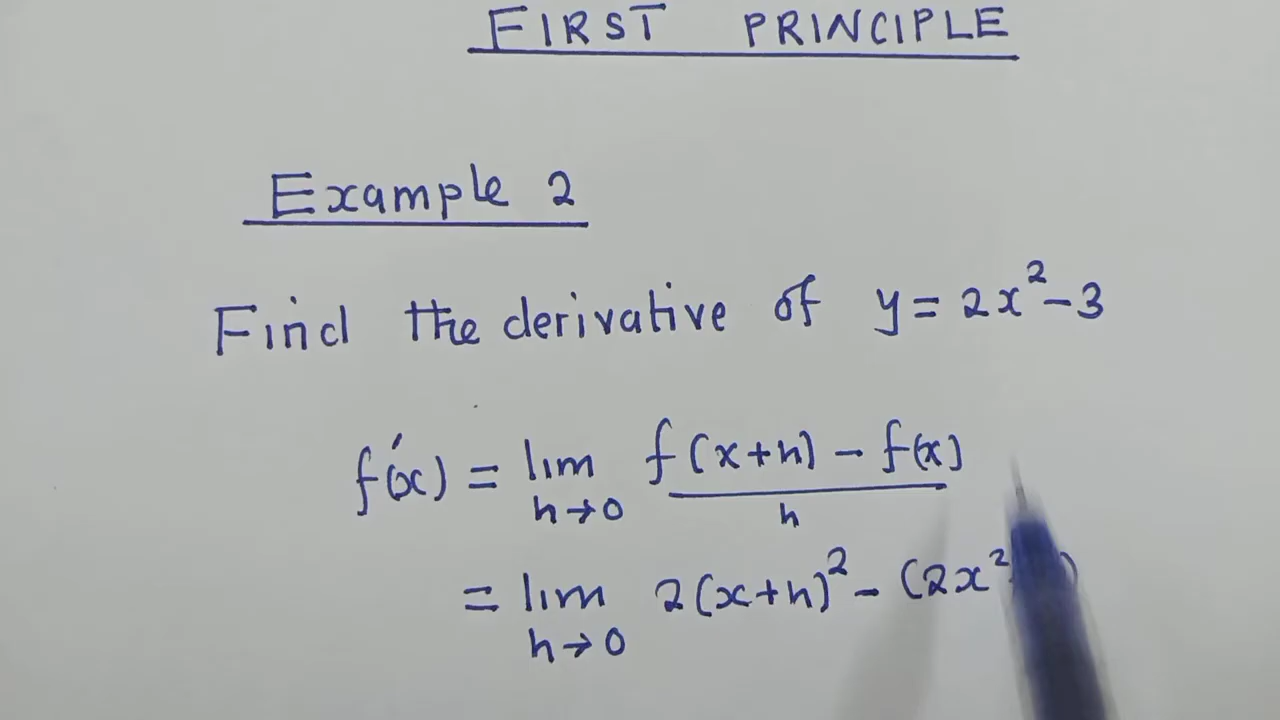 FIRST PRINCIPLE
Example 2
Find the derivative of y = 2x² - 3
f'(x) = lim h→0 f(x+h) - f(x) / h
= lim h→0 2(x+h)² - (2x² )